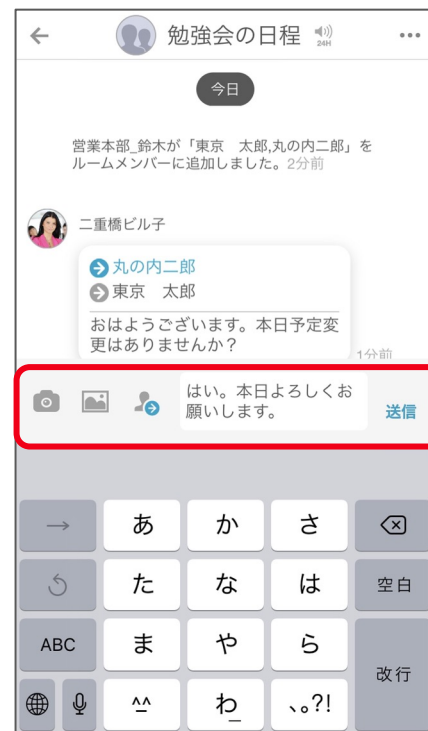 勉強会の日程 24H
今日
営業本部_鈴木が「東京　太郎,丸の内二郎」を
ルームメンバーに追加しました。2分前
二重橋ビル子
丸の内二郎
東京　太郎
おはようございます。本日予定変
更はありませんか？
1分前
はい。本日よろしくお
願いします。
送信
→ あ か さ
た な は 空白
ABC ま や ら
改行
^^ わ_ 、。?!